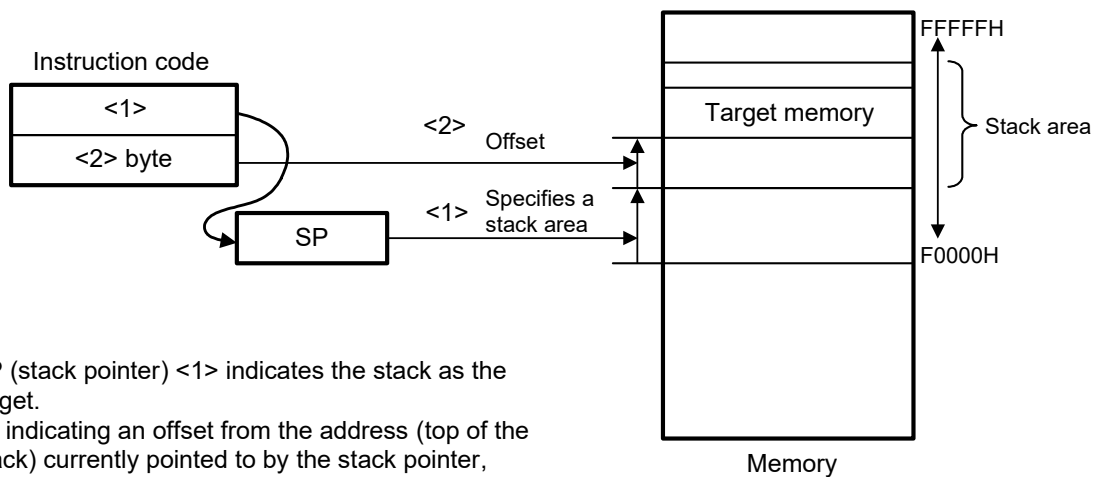 FFFFFH
Instruction code
<1>
<2> byte
<2> Offset
Target memory
Stack area
<1> Specifies a
stack area
SP
F0000H
(stack pointer) <1> indicates the stack as the
indicating an offset from the address (top of the
currently pointed to by the stack pointer,
Memory